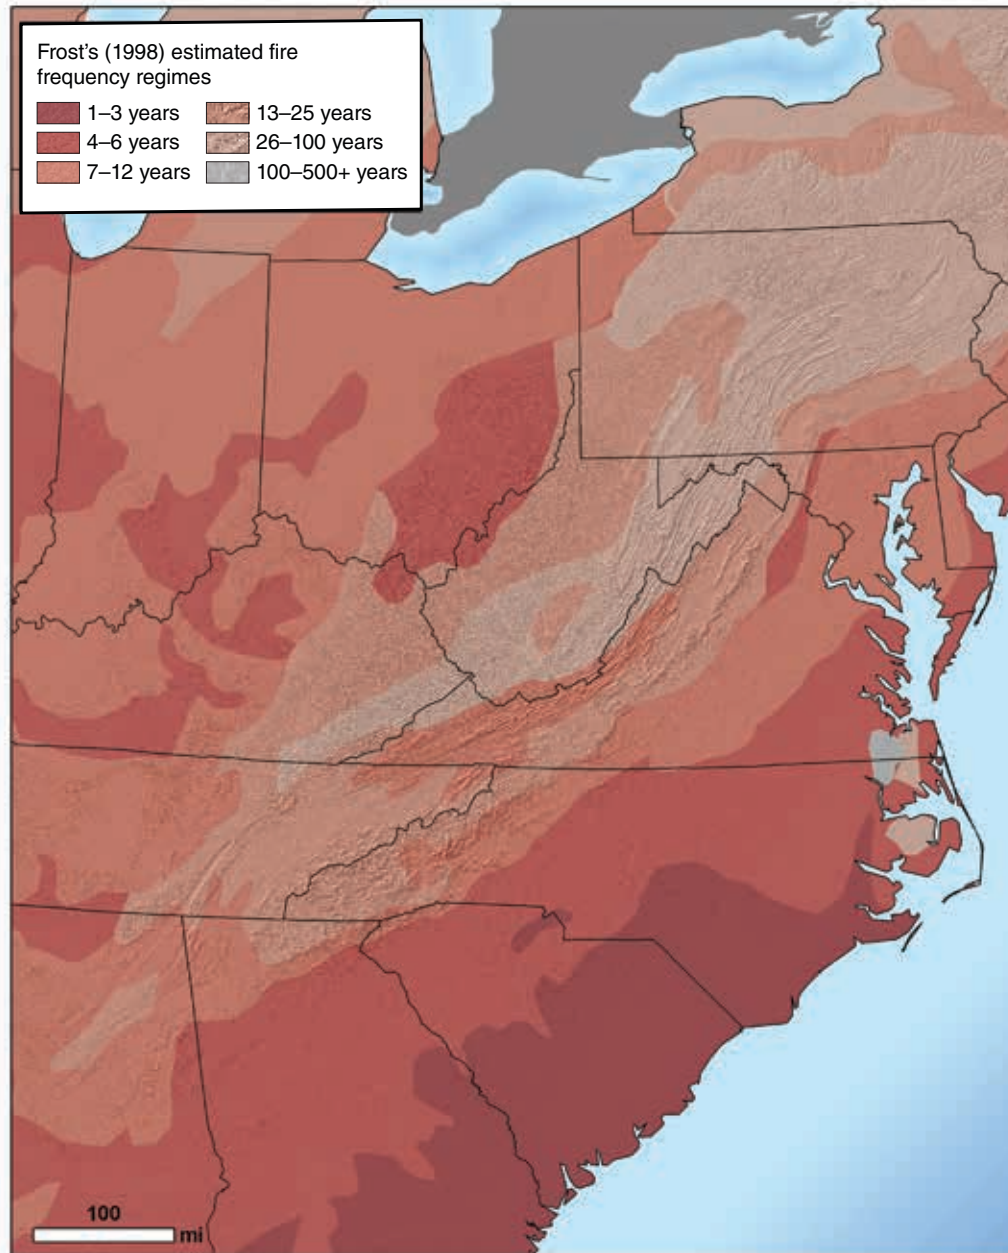 Frost’s (1998) estimated fire
frequency regimes
1–3 years
13–25 years
4–6 years
26–100 years
7–12 years
100–500+ years
100
mi